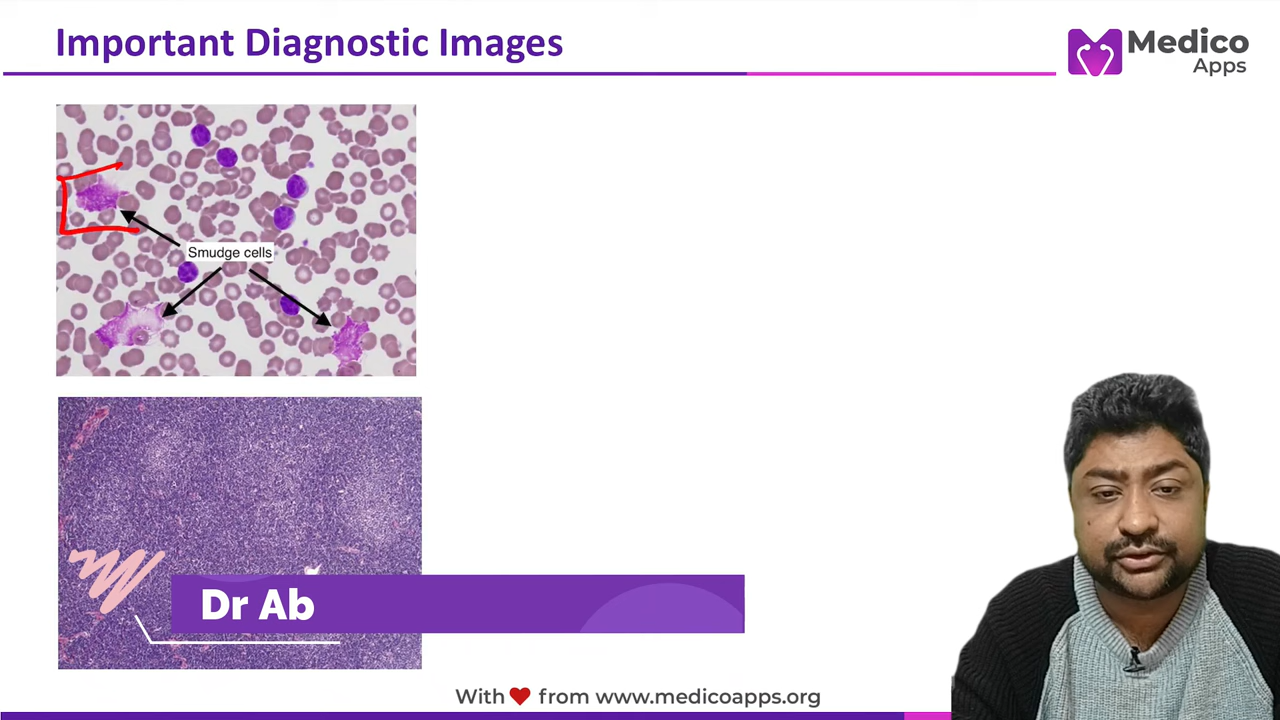 Important Diagnostic Images
Medico
Apps
Smudge cells
Dr Ab
With from www.medicoapps.org